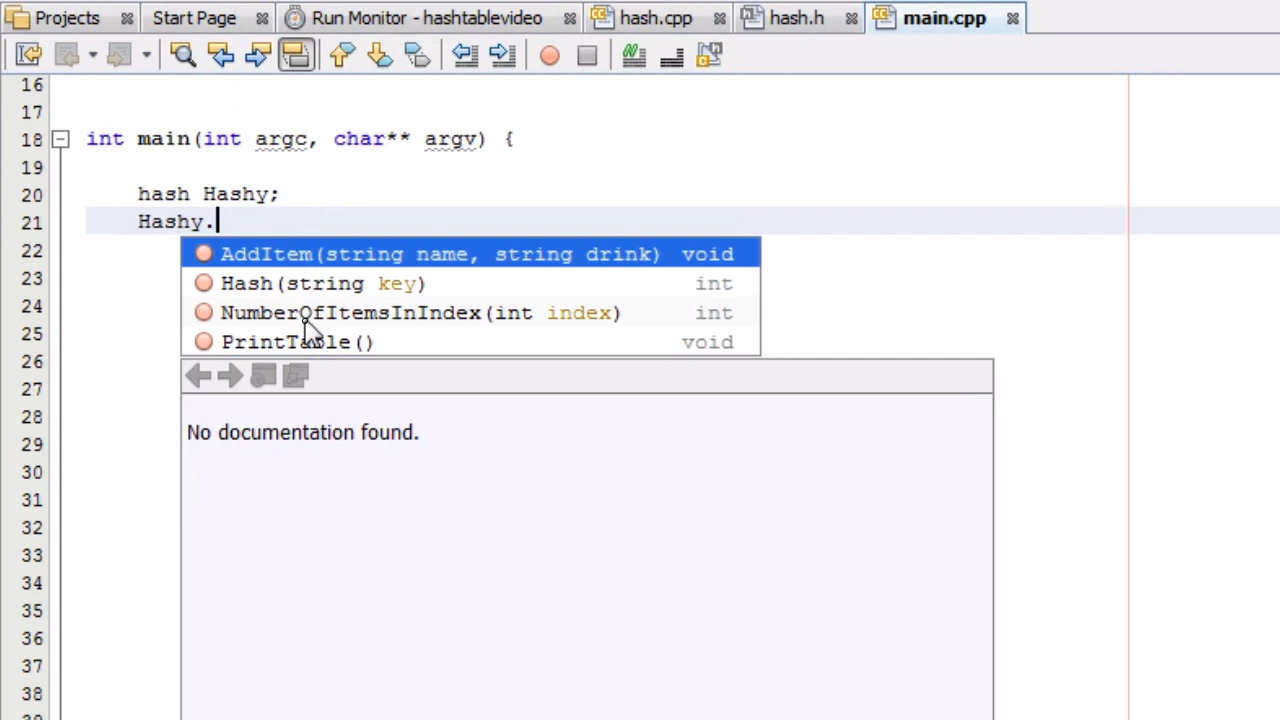 Projects Start Page Run Monitor - hashtablevideo hash.cpp hash.h main.cpp
16
17
18 int main(int argc, char** argv) {
19
20 hash Hashy;
21 Hashy.
22 AddItem(string name, string drink) void
23 Hash(string key) int
24 NumberOfItemsInIndex(int index) int
25 PrintTable() void
26
27
28
29 No documentation found.
30
31
32
33
34
35
36
37
38